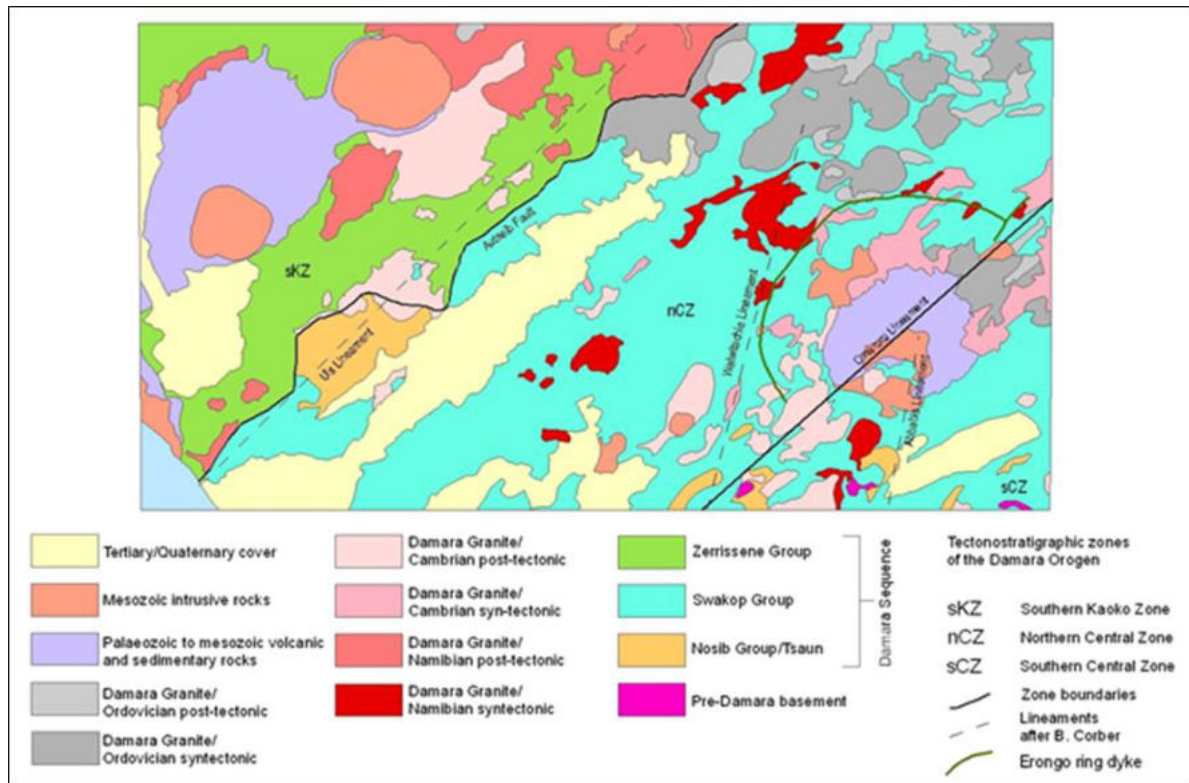 sKZ
Autseb Fault
nCZ
Uis Lineament
Welwitschia Lineament
Omaruru Lineament
Abbabis Lineament
sCZ
Tertiary/Quaternary cover
Mesozoic intrusive rocks
Palaeozoic to mesozoic volcanic
and sedimentary rocks
Damara Granite/
Ordovician post-tectonic
Damara Granite/
Ordovician syntectonic
Damara Granite/
Cambrian post-tectonic
Damara Granite/
Cambrian syn-tectonic
Damara Granite/
Namibian post-tectonic
Damara Granite/
Namibian syntectonic
Zerrissene Group
Swakop Group
Nosib Group/Tsaun
Pre-Damara basement
Damara Sequence
Tectonostratigraphic zones
of the Damara Orogen
sKZ Southern Kaoko Zone
nCZ Northern Central Zone
sCZ Southern Central Zone
Zone boundaries
Lineaments
after B. Corber
Erongo ring dyke